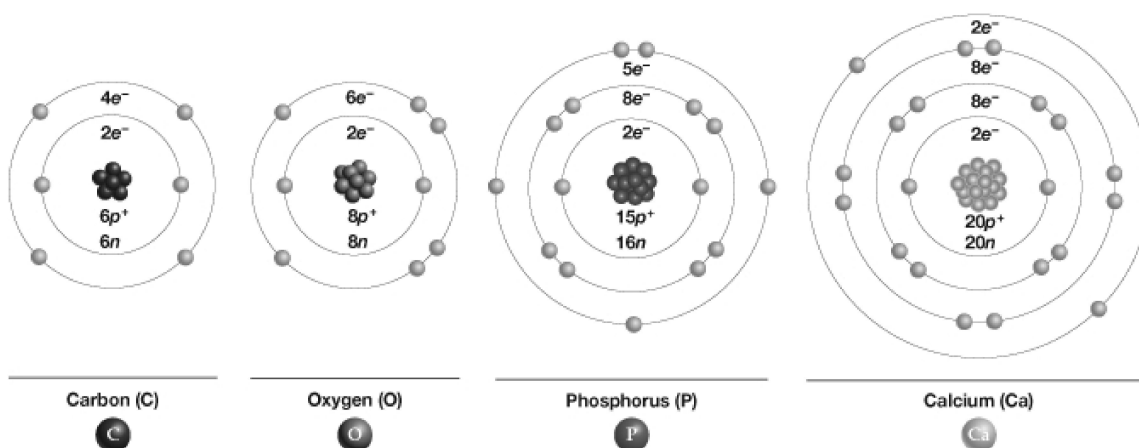 4e⁻
2e⁻
6p⁺
6n
Carbon (C)
C
6e⁻
2e⁻
8p⁺
8n
Oxygen (O)
O
5e⁻
8e⁻
2e⁻
15p⁺
16n
Phosphorus (P)
P
2e⁻
8e⁻
8e⁻
2e⁻
20p⁺
20n
Calcium (Ca)
Ca